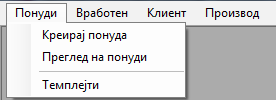 Понуди Вработен Клиент Производ
Креирај понуда
Преглед на понуди
Темплејти